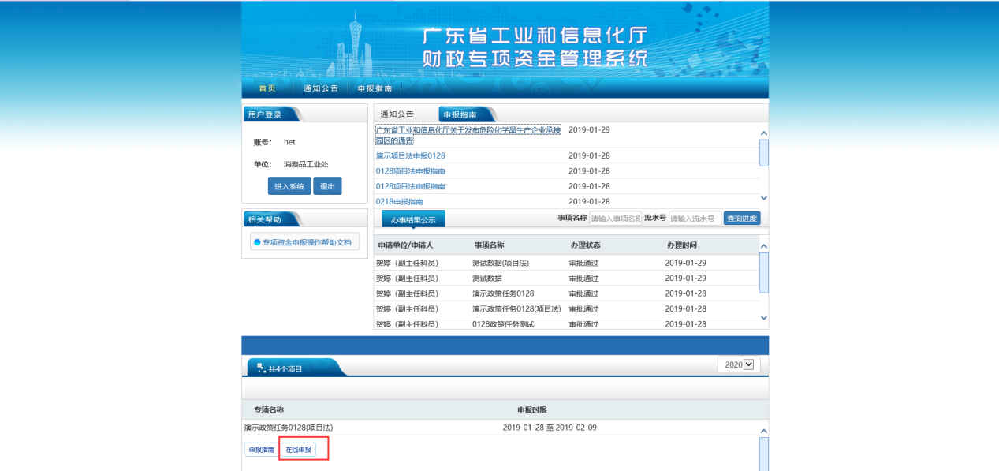 广东省工业和信息化厅
财政专项资金管理系统
首页 通知公告 申报指南
用户登录
账号： het
单位： 消费品工业处
进入系统 退出
相关帮助
专项资金申报操作帮助文档
通知公告 申报指南
广东省工业和信息化厅关于发布危险化学品生产企业承接 2019-01-29
园区的通告
演示项目法申报0128 2019-01-28
0128项目法申报指南 2019-01-28
0128项目法申报指南 2019-01-28
0218申报指南 2019-01-28
办事结果公示 事项名称 请输入事项名称 流水号 请输入流水号 查询进度
申请单位/申请人 事项名称 办理状态 办理时间
贺婷（副主任科员） 测试数据(项目法) 审批通过 2019-01-29
贺婷（副主任科员） 测试数据 审批通过 2019-01-29
贺婷（副主任科员） 演示政策任务0128 审批通过 2019-01-28
贺婷（副主任科员） 演示政策任务0128(项目法) 审批通过 2019-01-28
贺婷（副主任科员） 0128政策任务测试 审批通过 2019-01-28
共4个项目 2020
专项名称 申报时限
演示政策任务0128(项目法) 2019-01-28 至 2019-02-09
申报指南 在线申报